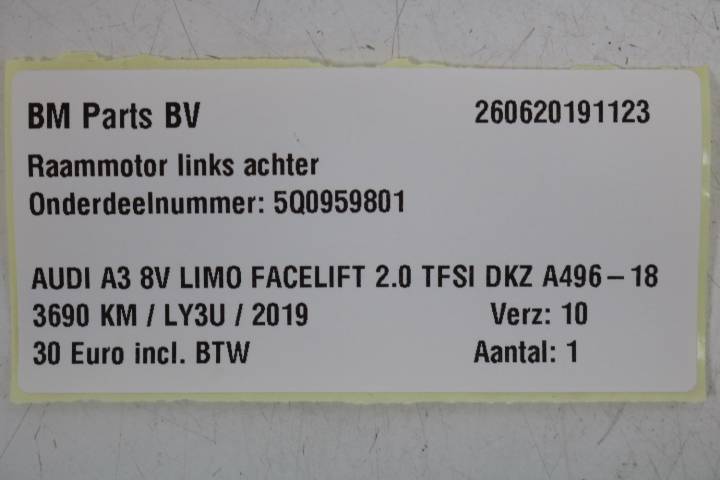 BM Parts BV 260620191123
Raammotor links achter
Onderdeelnummer: 5Q0959801
AUDI A3 8V LIMO FACELIFT 2.0 TFSI DKZ A496-18
3690 KM / LY3U / 2019 Verz: 10
30 Euro incl. BTW Aantal: 1